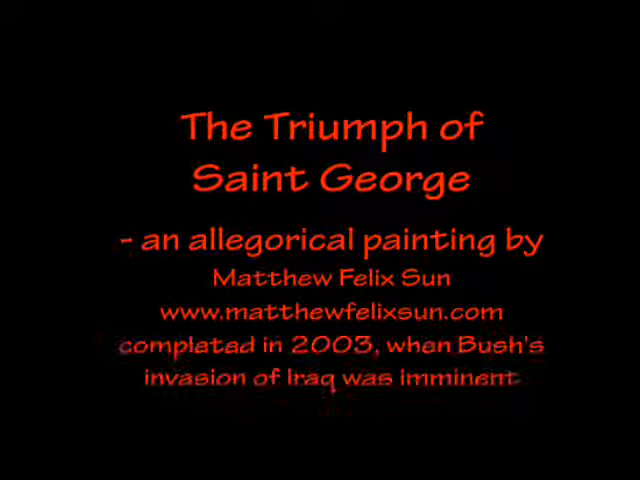 The Triumph of
Saint George
- an allegorical painting by
Matthew Felix Sun
www.matthewfelixsun.com
completed in 2003, when Bush's
invasion of Iraq was imminent